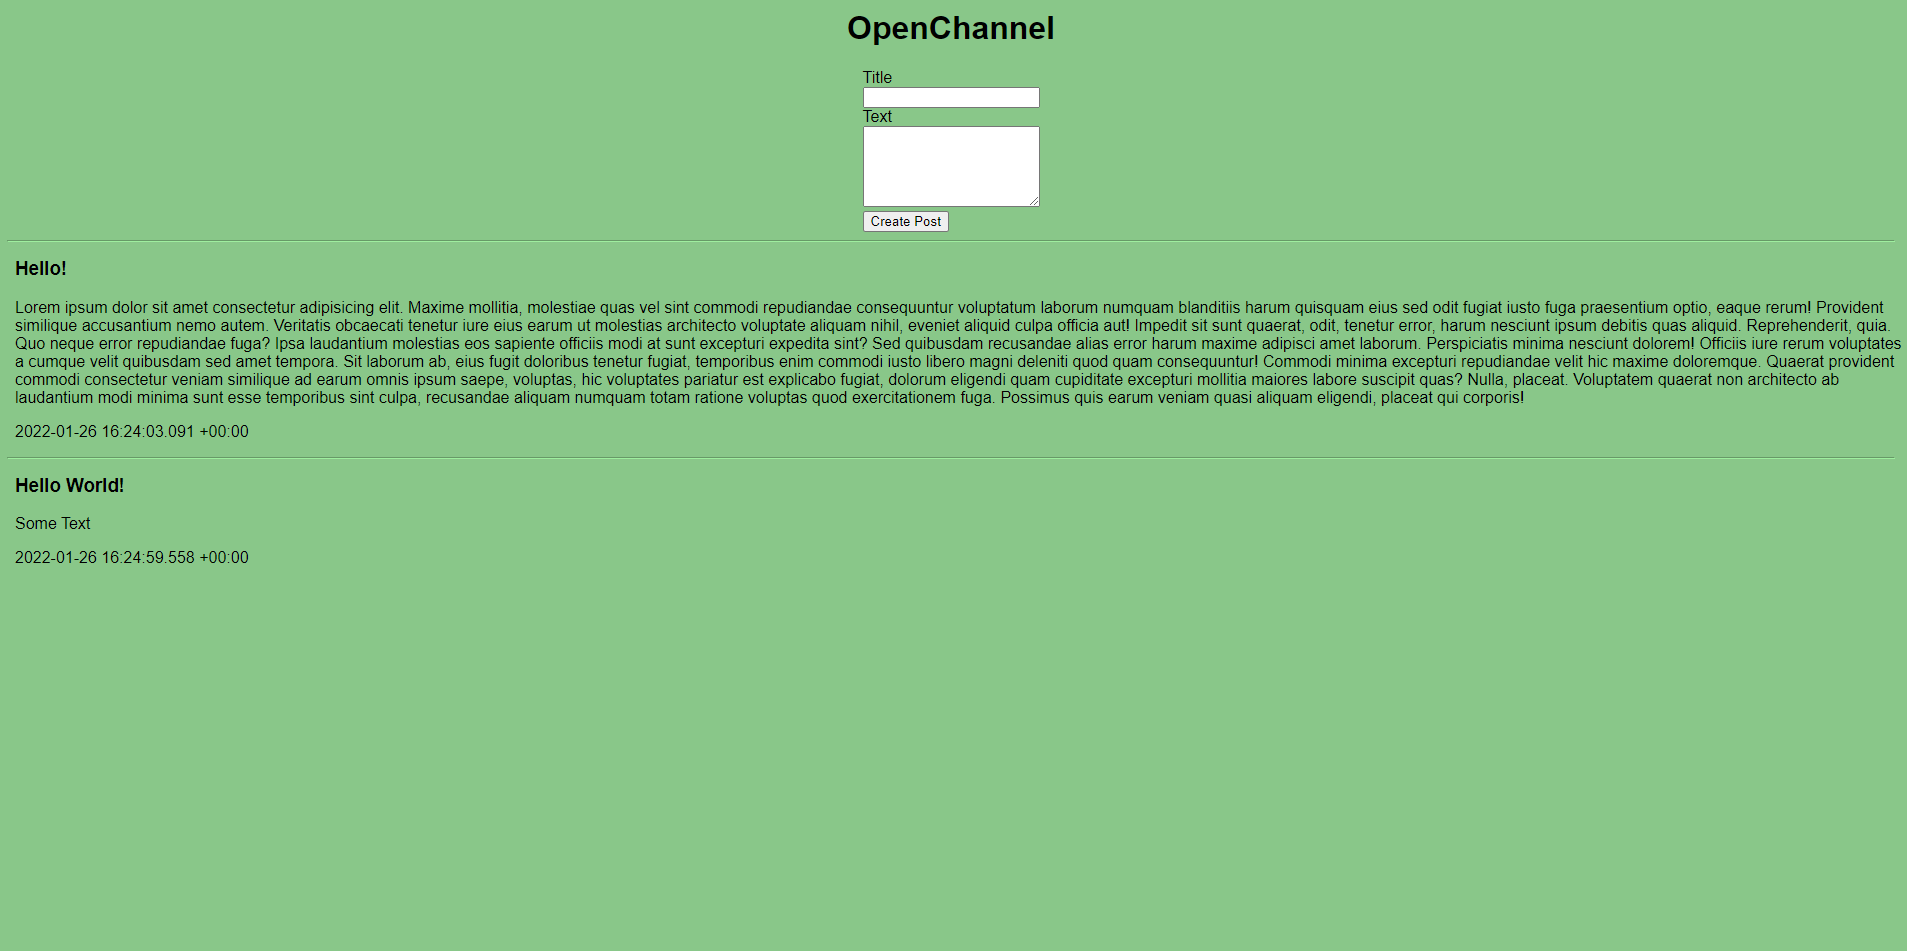 OpenChannel
Title
Text
Create Post
Hello!
Lorem ipsum dolor sit amet consectetur adipisicing elit. Maxime mollitia, molestiae quas vel sint commodi repudiandae consequuntur voluptatum laborum numquam blanditiis harum quisquam eius sed odit fugiat iusto fuga praesentium optio, eaque rerum! Provident
similique accusantium nemo autem. Veritatis obcaecati tenetur iure eius earum ut molestias architecto voluptate aliquam nihil, eveniet aliquid culpa officia aut! Impedit sit sunt quaerat, odit, tenetur error, harum nesciunt ipsum debitis quas aliquid. Reprehenderit, quia.
Quo neque error repudiandae fuga? Ipsa laudantium molestias eos sapiente officiis modi at sunt excepturi expedita sint? Sed quibusdam recusandae alias error harum maxime adipisci amet laborum. Perspiciatis minima nesciunt dolorem! Officiis iure rerum voluptates
a cumque velit quibusdam sed amet tempora. Sit laborum ab, eius fugit doloribus tenetur fugiat, temporibus enim commodi iusto libero magni deleniti quod quam consequuntur! Commodi minima excepturi repudiandae velit hic maxime doloremque. Quaerat provident
commodi consectetur veniam similique ad earum omnis ipsum saepe, voluptas, hic voluptates pariatur est explicabo fugiat, dolorum eligendi quam cupiditate excepturi mollitia maiores labore suscipit quas? Nulla, placeat. Voluptatem quaerat non architecto ab
laudantium modi minima sunt esse temporibus sint culpa, recusandae aliquam numquam totam ratione voluptas quod exercitationem fuga. Possimus quis earum veniam quasi aliquam eligendi, placeat qui corporis!
2022-01-26 16:24:03.091 +00:00
Hello World!
Some Text
2022-01-26 16:24:59.558 +00:00